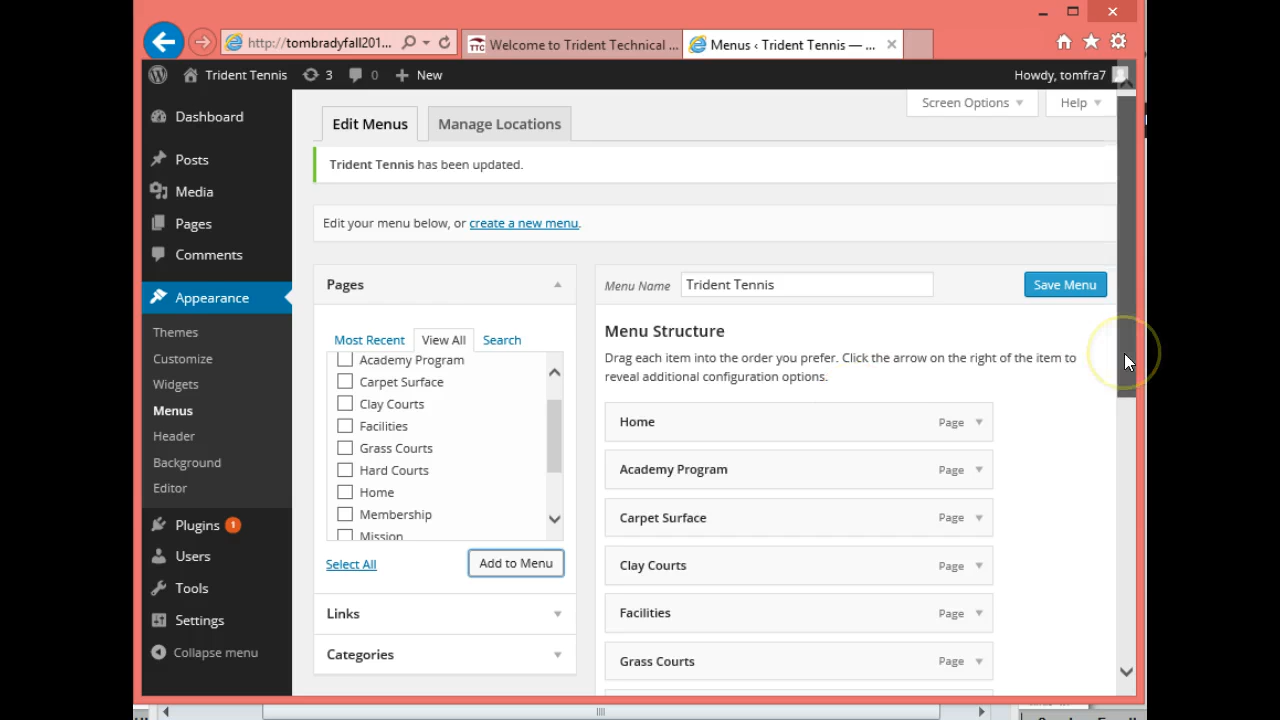 http://tombradyfall201...
TTC Welcome to Trident Technical ...
Menus ‹ Trident Tennis — ...
Trident Tennis 3 0 New
Howdy, tomfra7
Dashboard
Posts
Media
Pages
Comments
Appearance
Themes
Customize
Widgets
Menus
Header
Background
Editor
Plugins 1
Users
Tools
Settings
Collapse menu
Screen Options
Help
Edit Menus
Manage Locations
Trident Tennis has been updated.
Edit your menu below, or create a new menu.
Pages
Most Recent View All Search
Academy Program
Carpet Surface
Clay Courts
Facilities
Grass Courts
Hard Courts
Home
Membership
Mission
Select All
Add to Menu
Links
Categories
Menu Name Trident Tennis
Save Menu
Menu Structure
Drag each item into the order you prefer. Click the arrow on the right of the item to
reveal additional configuration options.
Home Page
Academy Program Page
Carpet Surface Page
Clay Courts Page
Facilities Page
Grass Courts Page